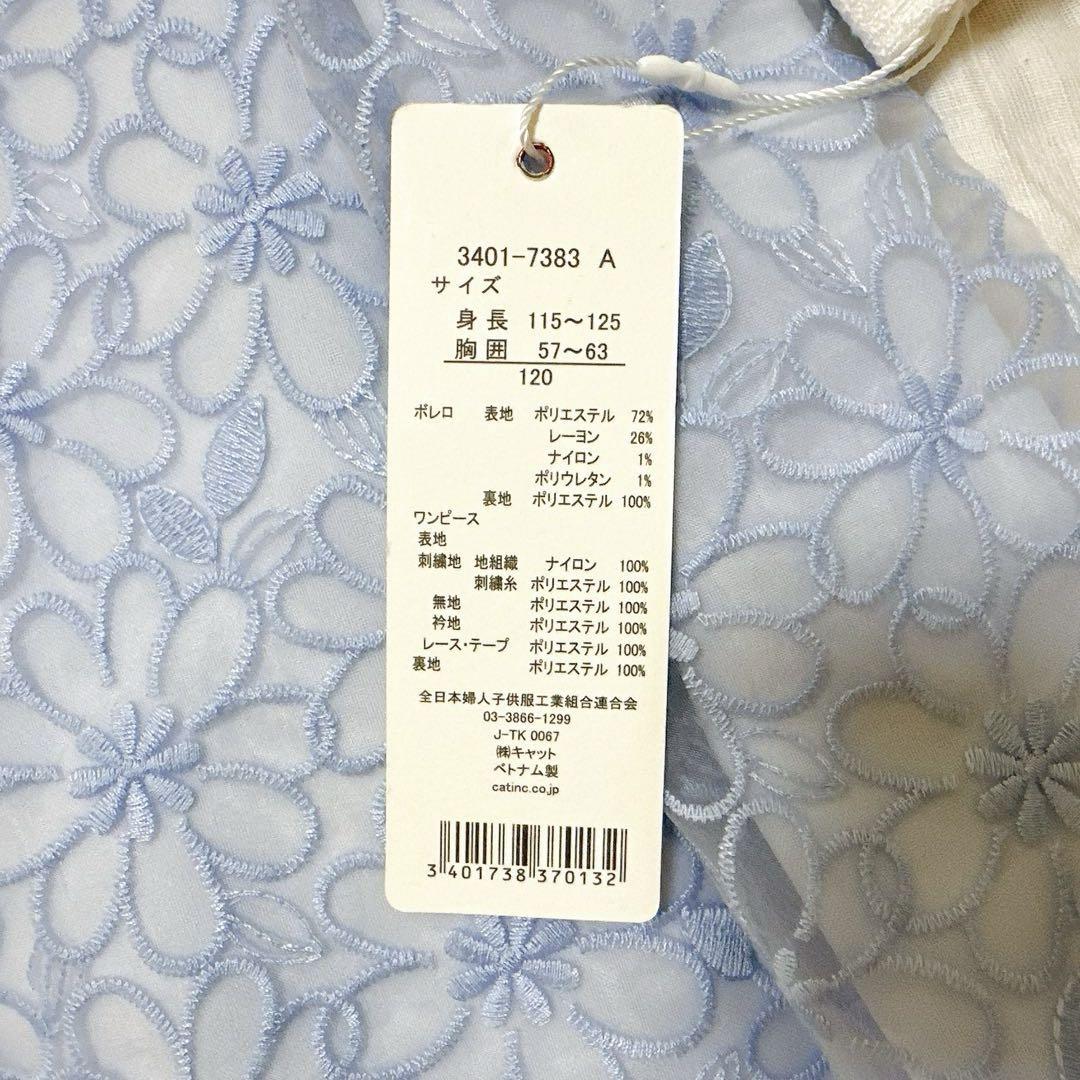 3401-7383 A
サイズ
身長 115〜125
胸囲 57〜63
120
ボレロ 表地 ポリエステル 72%
レーヨン 26%
ナイロン 1%
ポリウレタン 1%
裏地 ポリエステル 100%
ワンピース
表地
刺繍地 地組織 ナイロン 100%
刺繍糸 ポリエステル 100%
無地 ポリエステル 100%
衿地 ポリエステル 100%
レース・テープ ポリエステル 100%
裏地 ポリエステル 100%
全日本婦人子供服工業組合連合会
03-3866-1299
J-TK 0067
㈱キャット
ベトナム製
catinc.co.jp
3 401738 370132